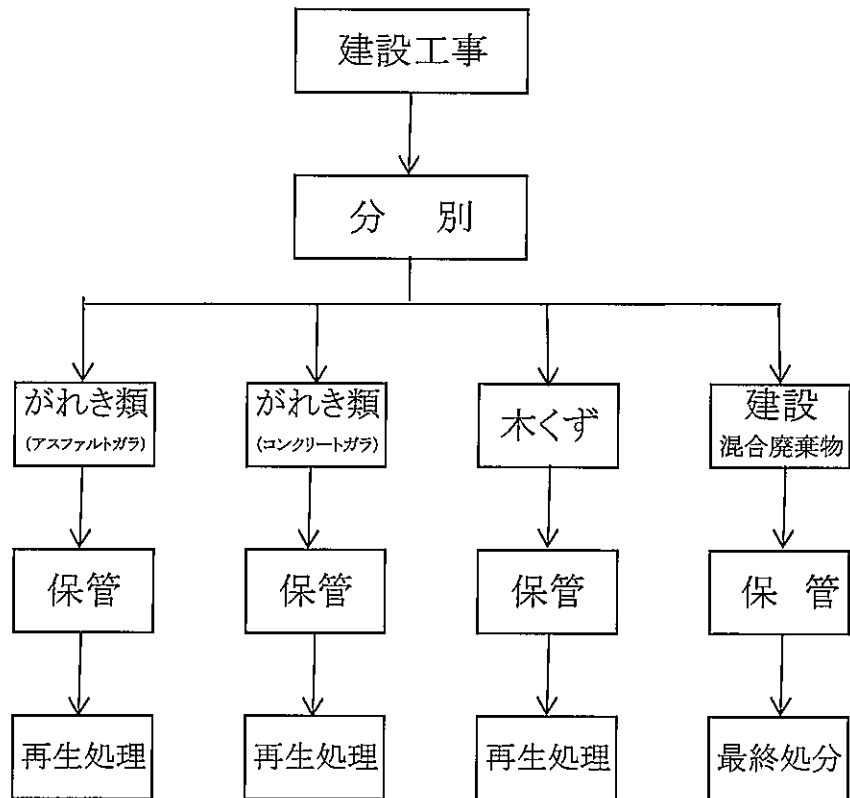 建設工事
分　別
がれき類
(アスファルトガラ)
がれき類
(コンクリートガラ)
木くず
建設
混合廃棄物
保管
保管
保管
保　管
再生処理
再生処理
再生処理
最終処分